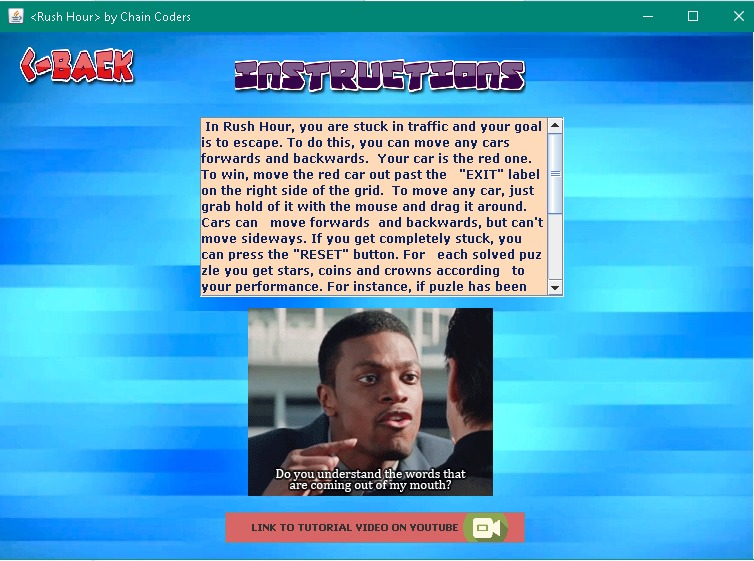 <Rush Hour> by Chain Coders
<-BACK
INSTRUCTIONS
In Rush Hour, you are stuck in traffic and your goal
is to escape. To do this, you can move any cars
forwards and backwards.  Your car is the red one.
To win, move the red car out past the   "EXIT" label
on the right side of the grid.  To move any car, just
grab hold of it with the mouse and drag it around.
Cars can   move forwards  and backwards, but can't
move sideways. If you get completely stuck, you
can press the "RESET" button. For   each solved puz
zle you get stars, coins and crowns according   to
your performance. For instance, if puzle has been
Do you understand the words that
are coming out of my mouth?
LINK TO TUTORIAL VIDEO ON YOUTUBE